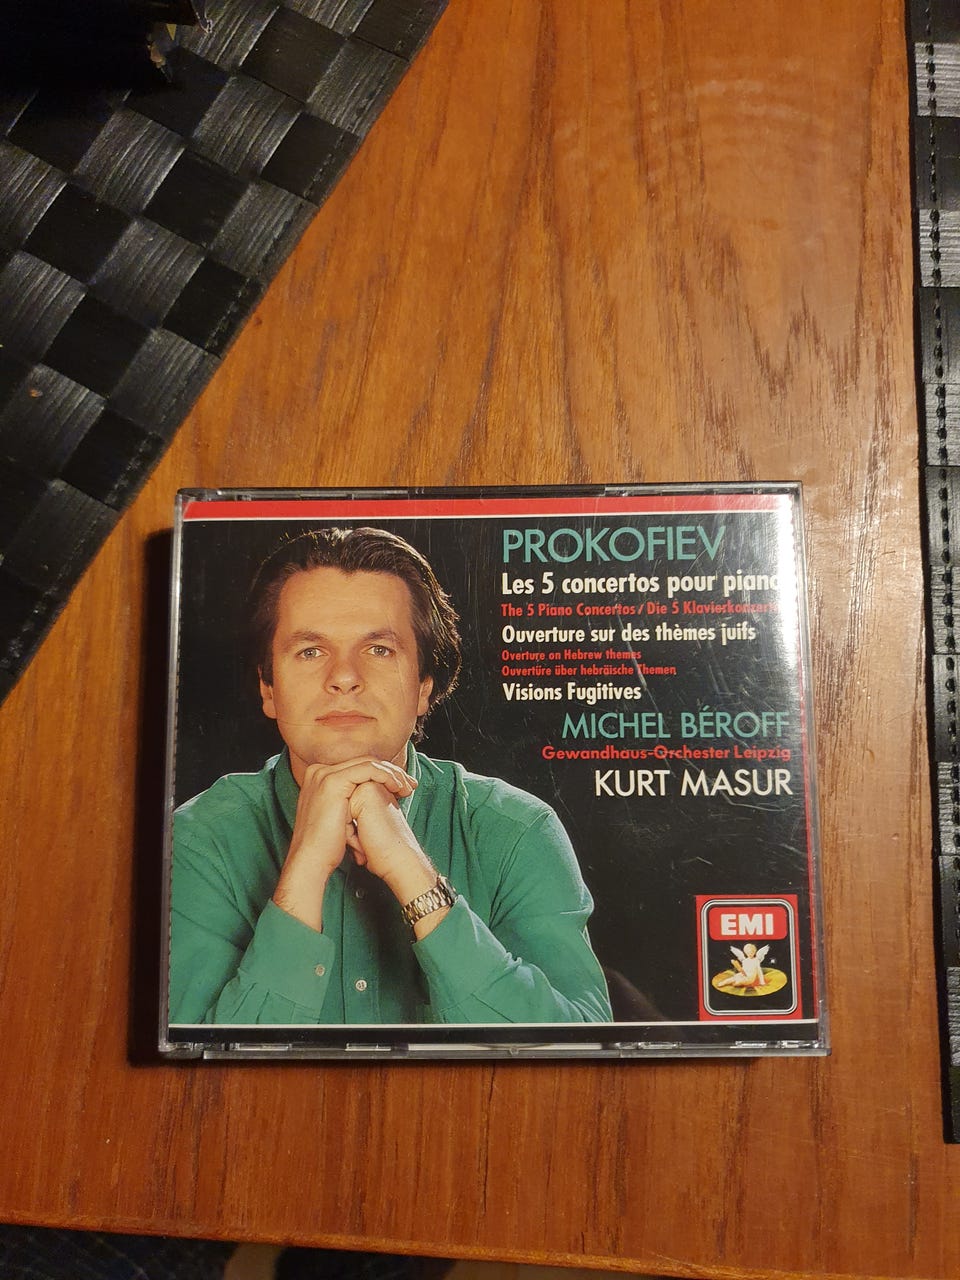 PROKOFIEV
Les 5 concertos pour piano
The 5 Piano Concertos / Die 5 Klavierkonzerte
Ouverture sur des thèmes juifs
Overture on Hebrew themes
Ouvertüre über hebräische Themen
Visions Fugitives
MICHEL BÉROFF
Gewandhaus-Orchester Leipzig
KURT MASUR
EMI